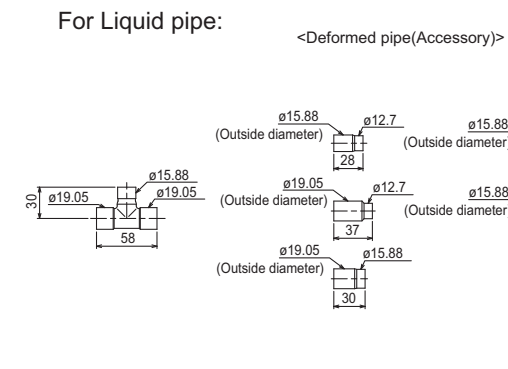 For Liquid pipe:
<Deformed pipe(Accessory)>
ø15.88
ø19.05
ø19.05
30
58
ø15.88
(Outside diameter)
ø12.7
28
ø15.88
(Outside diameter)
ø19.05
(Outside diameter)
ø12.7
37
ø15.88
(Outside diameter
ø19.05
(Outside diameter)
ø15.88
30